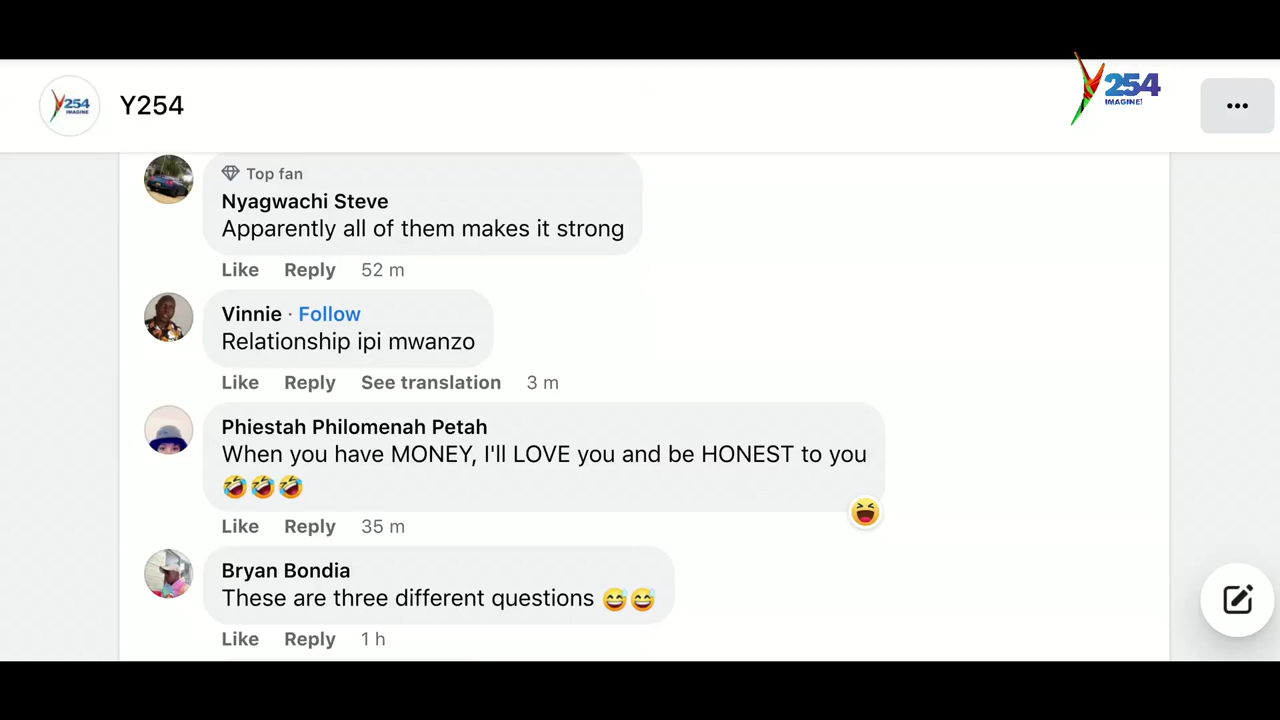 Y254
IMAGINE!
Y254
Y254
IMAGINE!
Top fan
Nyagwachi Steve
Apparently all of them makes it strong
Like Reply 52 m
Vinnie · Follow
Relationship ipi mwanzo
Like Reply See translation 3 m
Phiestah Philomenah Petah
When you have MONEY, I'll LOVE you and be HONEST to you
🤣🤣🤣
Like Reply 35 m
Bryan Bondia
These are three different questions 😅😅
Like Reply 1 h